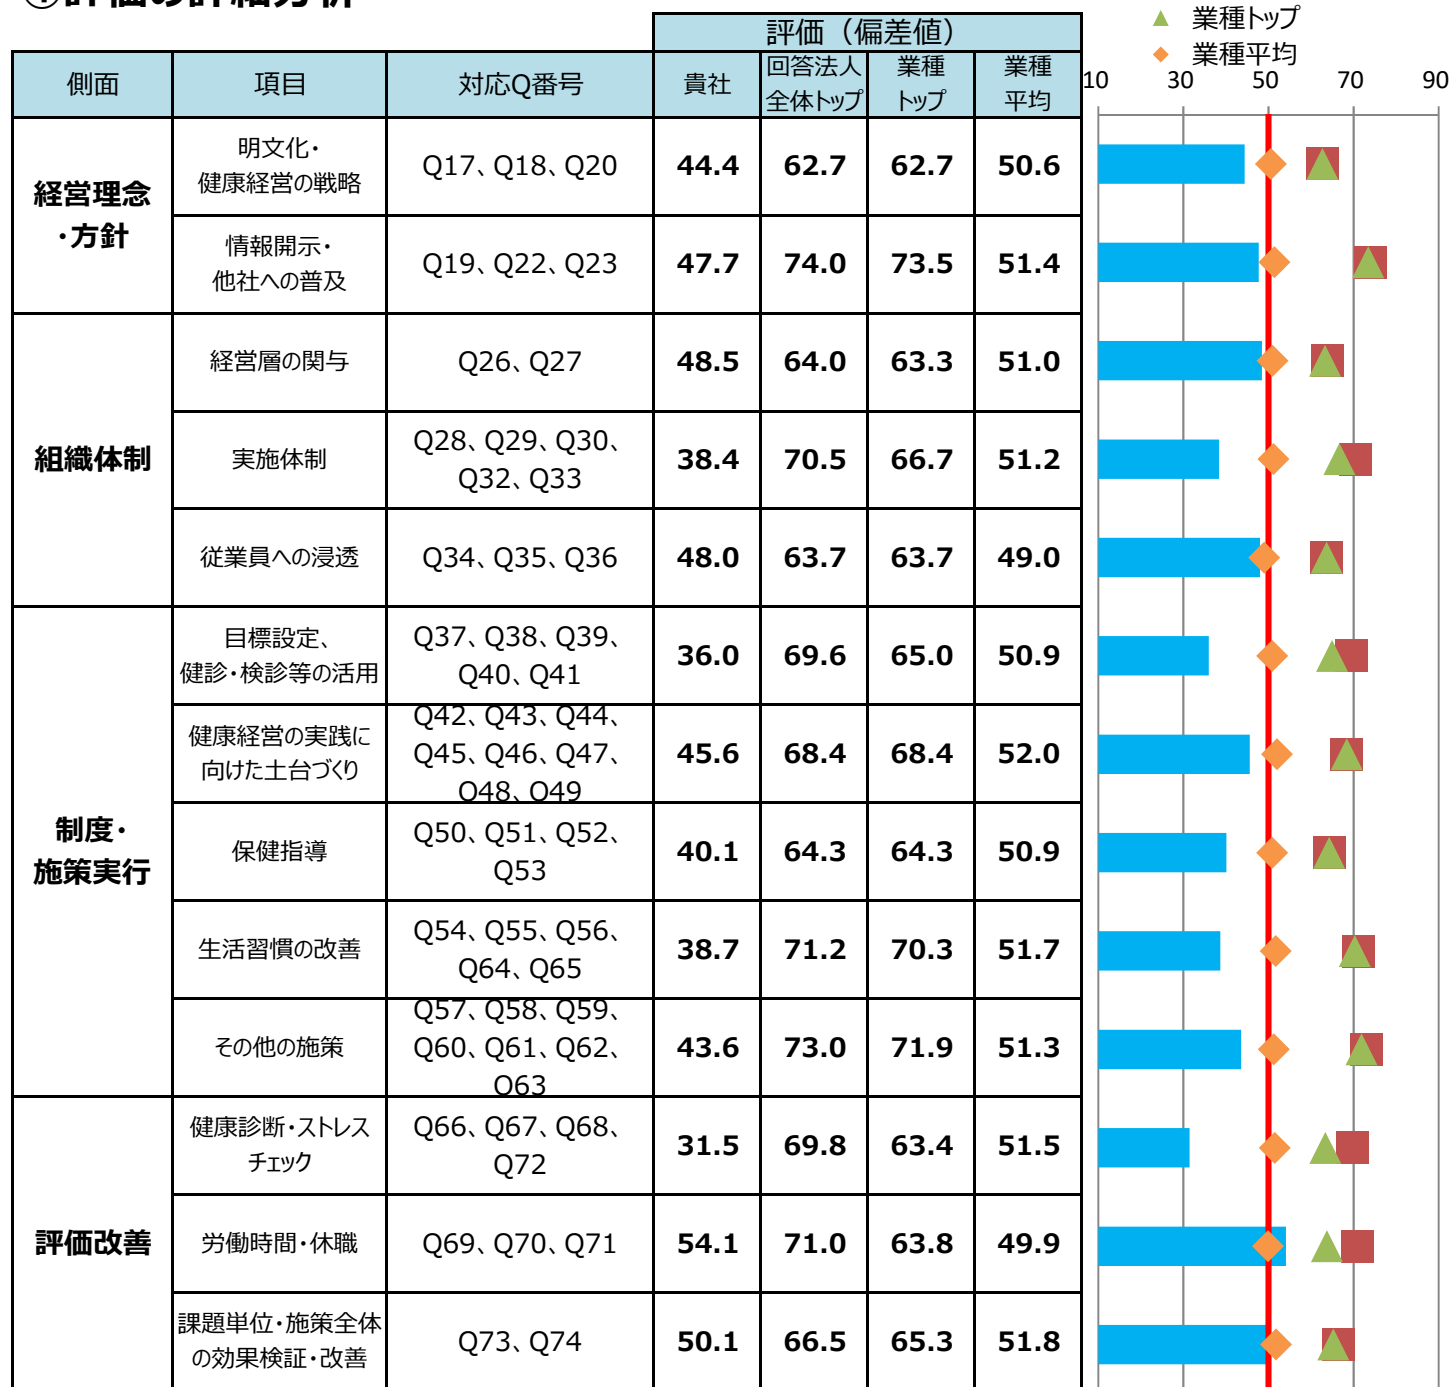 ①評価の詳細分析
業種トップ
業種平均
評価（偏差値）
側面 項目 対応Q番号 貴社 回答法人全体トップ 業種トップ 業種平均
10 30 50 70 90
経営理念・方針
明文化・
健康経営の戦略
Q17、Q18、Q20
44.4 62.7 62.7 50.6
情報開示・
他社への普及
Q19、Q22、Q23
47.7 74.0 73.5 51.4
組織体制
経営層の関与
Q26、Q27
48.5 64.0 63.3 51.0
実施体制
Q28、Q29、Q30、
Q32、Q33
38.4 70.5 66.7 51.2
従業員への浸透
Q34、Q35、Q36
48.0 63.7 63.7 49.0
制度・
施策実行
目標設定、
健診・検診等の活用
Q37、Q38、Q39、
Q40、Q41
36.0 69.6 65.0 50.9
健康経営の実践に
向けた土台づくり
Q42、Q43、Q44、
Q45、Q46、Q47、
Q48、Q49
45.6 68.4 68.4 52.0
保健指導
Q50、Q51、Q52、
Q53
40.1 64.3 64.3 50.9
生活習慣の改善
Q54、Q55、Q56、
Q64、Q65
38.7 71.2 70.3 51.7
その他の施策
Q57、Q58、Q59、
Q60、Q61、Q62、
Q63
43.6 73.0 71.9 51.3
評価改善
健康診断・ストレス
チェック
Q66、Q67、Q68、
Q72
31.5 69.8 63.4 51.5
労働時間・休職
Q69、Q70、Q71
54.1 71.0 63.8 49.9
課題単位・施策全体
の効果検証・改善
Q73、Q74
50.1 66.5 65.3 51.8